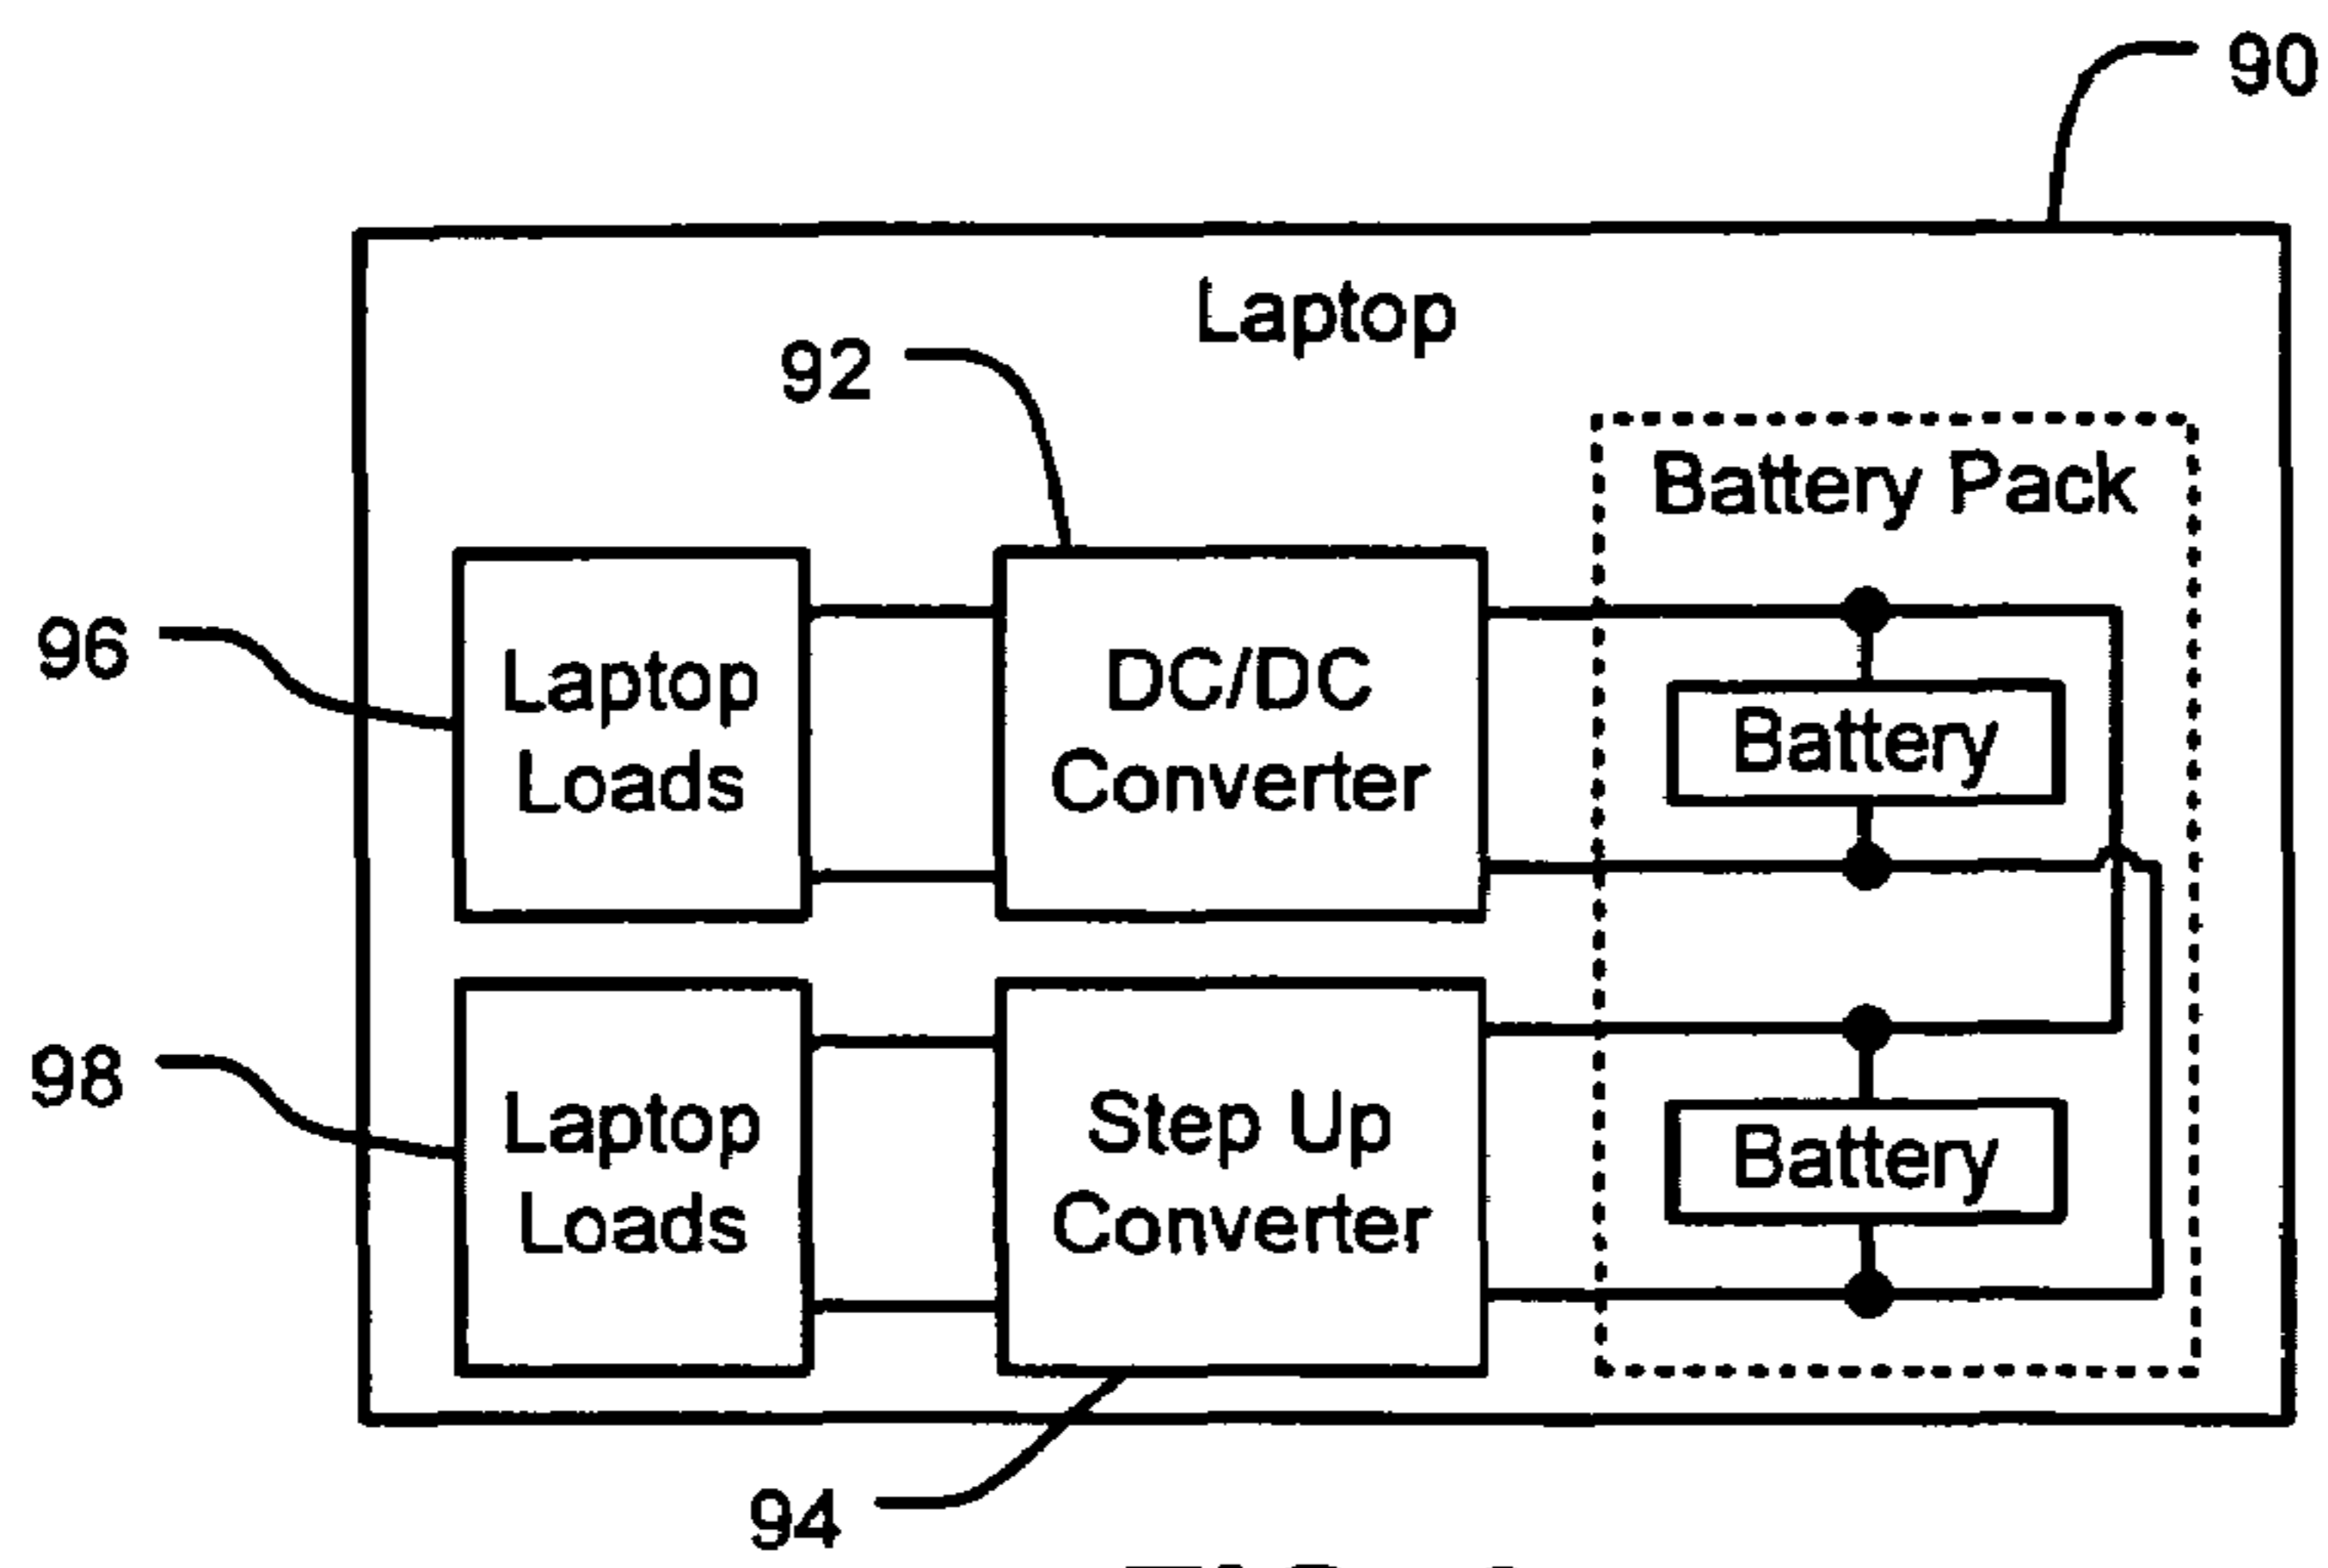 90
Laptop
92
Battery Pack
96
Laptop
Loads
DC/DC
Converter
Battery
98
Laptop
Loads
Step Up
Converter
Battery
94